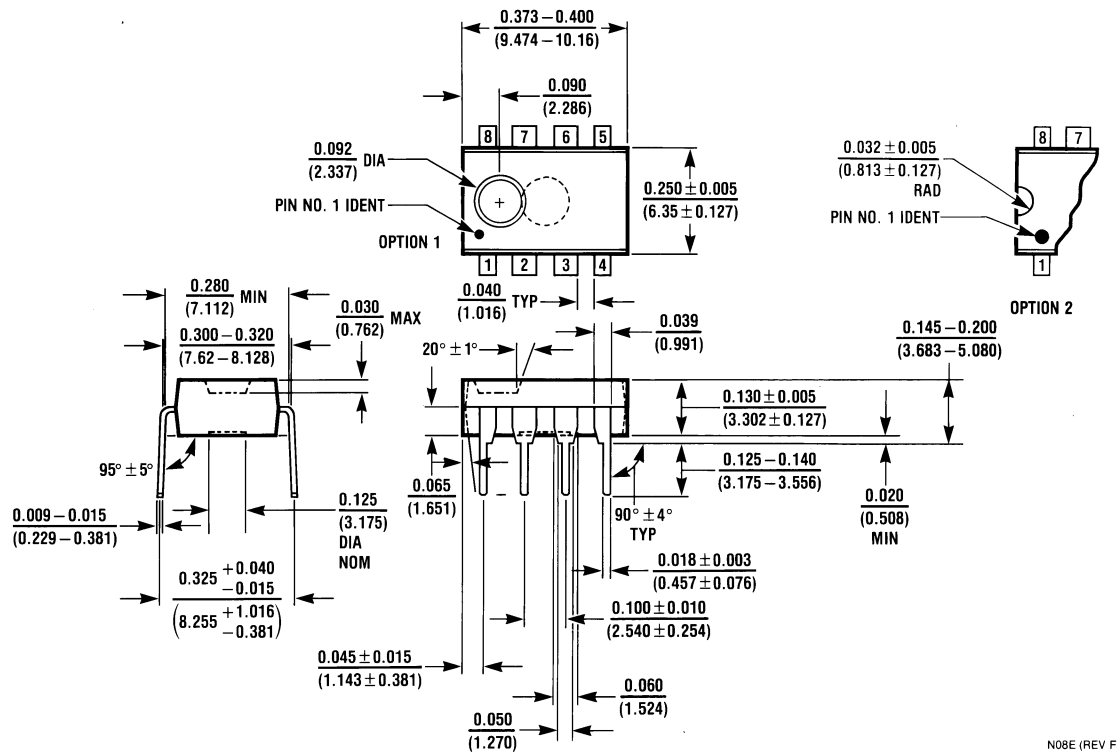 0.373 – 0.400
(9.474 – 10.16)
0.090
(2.286)
8 7 6 5
0.092 DIA
(2.337)
PIN NO. 1 IDENT
OPTION 1
0.250 ± 0.005
(6.35 ± 0.127)
1 2 3 4
8 7
0.032 ± 0.005
(0.813 ± 0.127)
RAD
PIN NO. 1 IDENT
1
OPTION 2
0.280 MIN
(7.112)
0.300 – 0.320
(7.62 – 8.128)
0.030 MAX
(0.762)
0.040 TYP
(1.016)
20° ± 1°
0.039
(0.991)
0.145 – 0.200
(3.683 – 5.080)
0.130 ± 0.005
(3.302 ± 0.127)
95° ± 5°
0.009 – 0.015
(0.229 – 0.381)
0.125
(3.175)
DIA
NOM
0.065
(1.651)
90° ± 4°
TYP
0.125 – 0.140
(3.175 – 3.556)
0.020
(0.508)
MIN
0.325 +0.040
–0.015
(8.255 +1.016
–0.381)
0.018 ± 0.003
(0.457 ± 0.076)
0.100 ± 0.010
(2.540 ± 0.254)
0.045 ± 0.015
(1.143 ± 0.381)
0.060
(1.524)
0.050
(1.270)
N08E (REV F